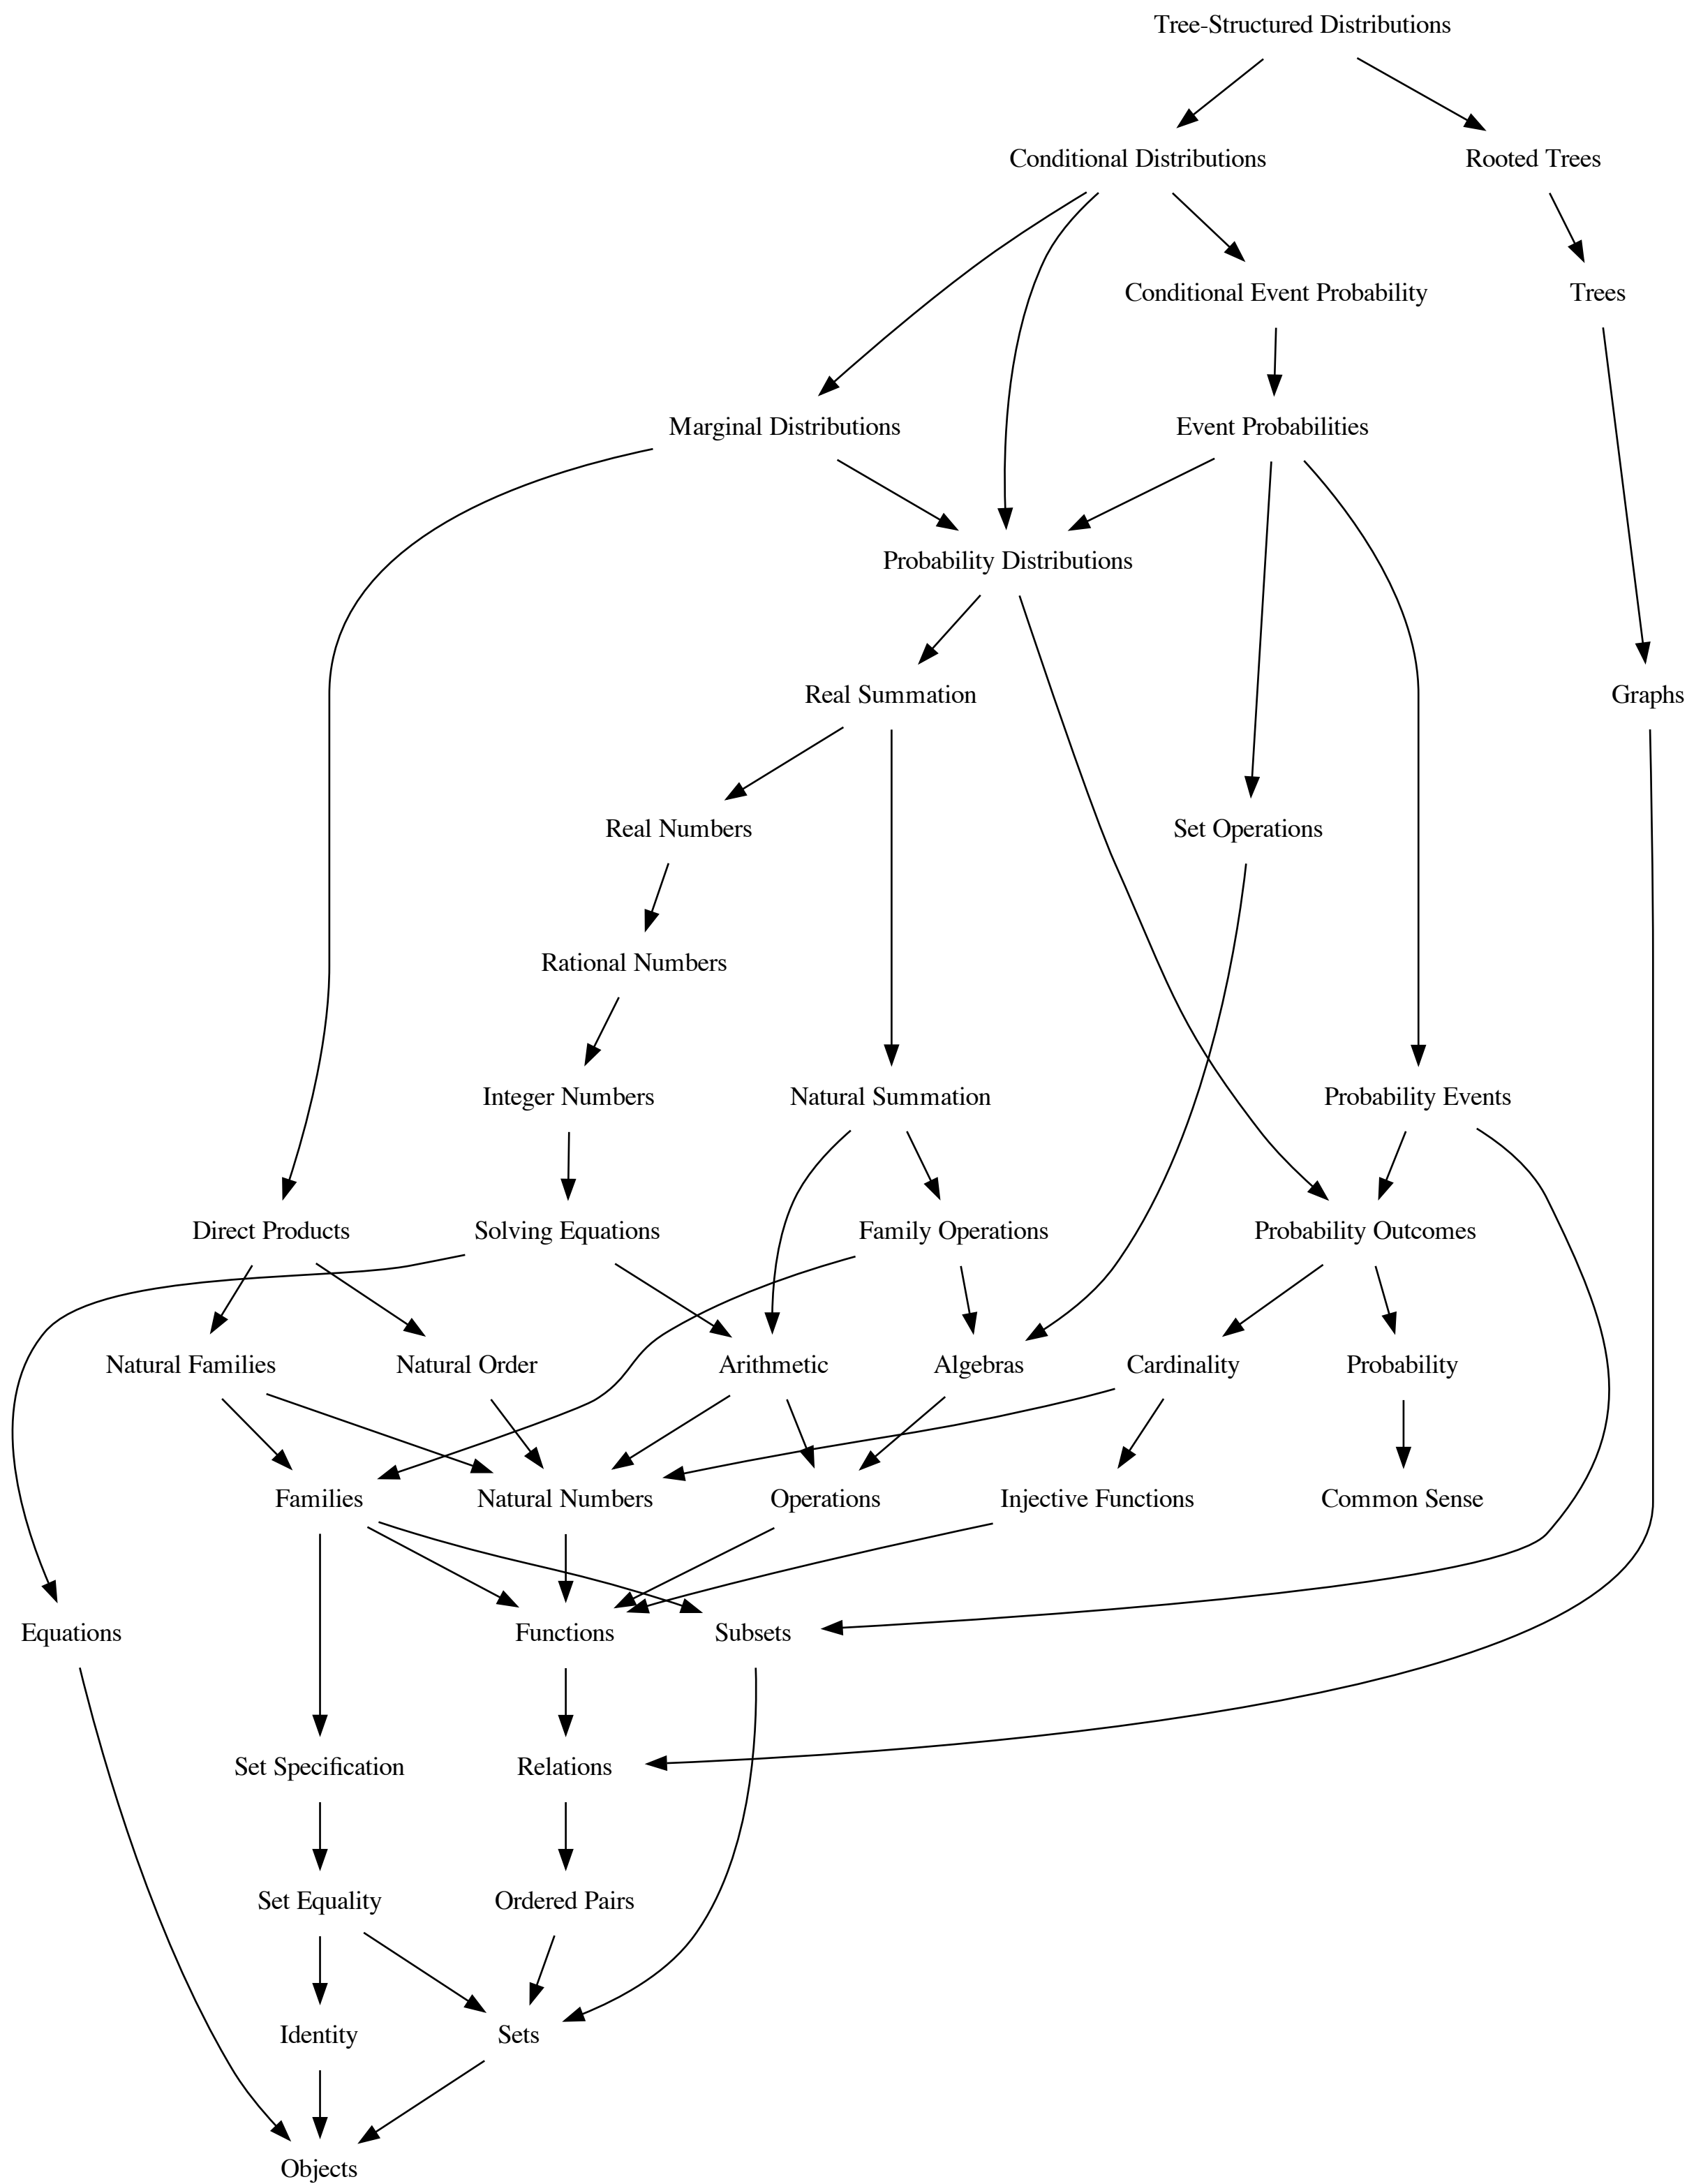 Tree-Structured Distributions
Conditional Distributions
Rooted Trees
Conditional Event Probability
Trees
Marginal Distributions
Event Probabilities
Probability Distributions
Real Summation
Graphs
Real Numbers
Set Operations
Rational Numbers
Integer Numbers
Natural Summation
Probability Events
Direct Products
Solving Equations
Family Operations
Probability Outcomes
Natural Families
Natural Order
Arithmetic
Algebras
Cardinality
Probability
Families
Natural Numbers
Operations
Injective Functions
Common Sense
Equations
Functions
Subsets
Set Specification
Relations
Set Equality
Ordered Pairs
Identity
Sets
Objects